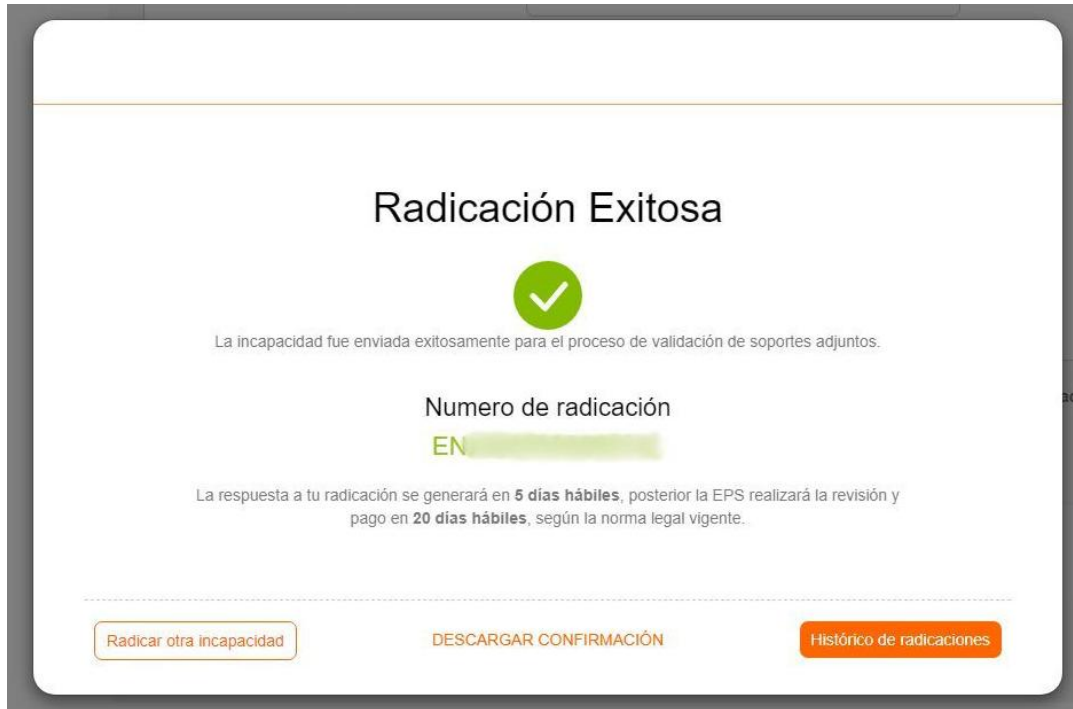 Radicación Exitosa
La incapacidad fue enviada exitosamente para el proceso de validación de soportes adjuntos.
Numero de radicación
EN
La respuesta a tu radicación se generará en 5 días hábiles, posterior la EPS realizará la revisión y
pago en 20 días hábiles, según la norma legal vigente.
Radicar otra incapacidad
DESCARGAR CONFIRMACIÓN
Histórico de radicaciones